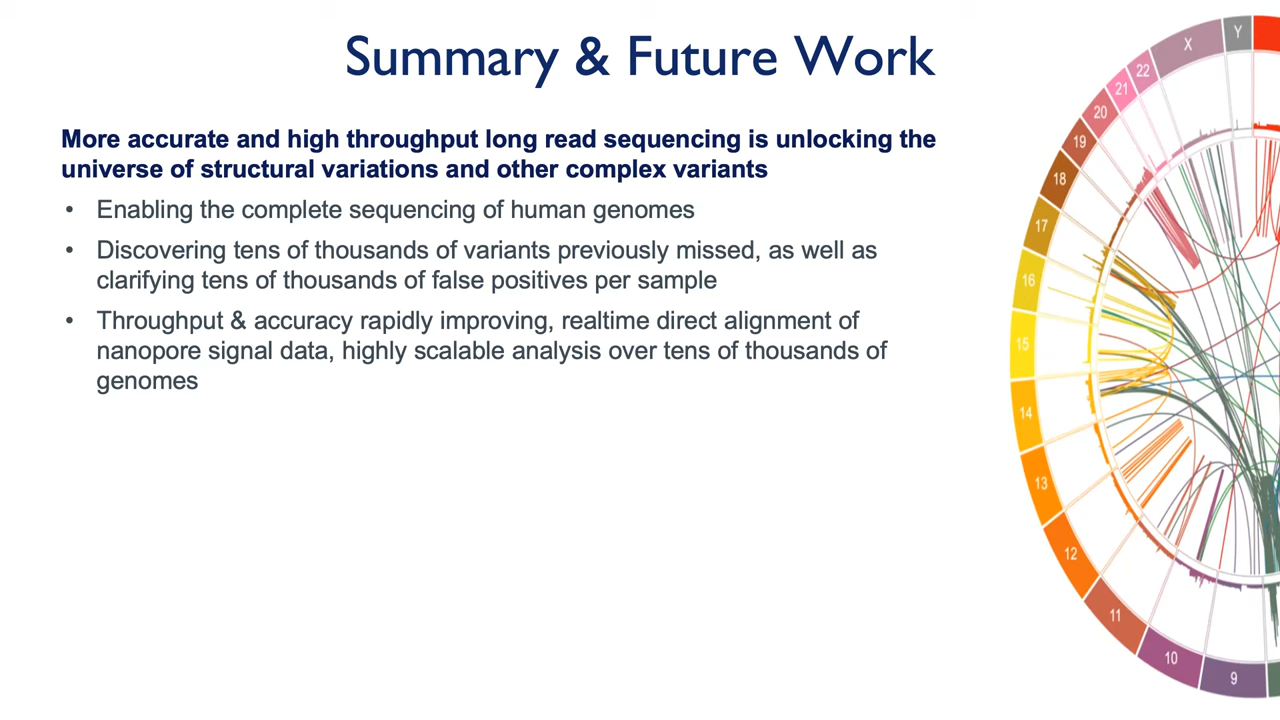 Summary & Future Work
More accurate and high throughput long read sequencing is unlocking the
universe of structural variations and other complex variants
• Enabling the complete sequencing of human genomes
• Discovering tens of thousands of variants previously missed, as well as
clarifying tens of thousands of false positives per sample
• Throughput & accuracy rapidly improving, realtime direct alignment of
nanopore signal data, highly scalable analysis over tens of thousands of
genomes
Y
X
22
21
20
19
18
17
16
15
14
13
12
11
10
9